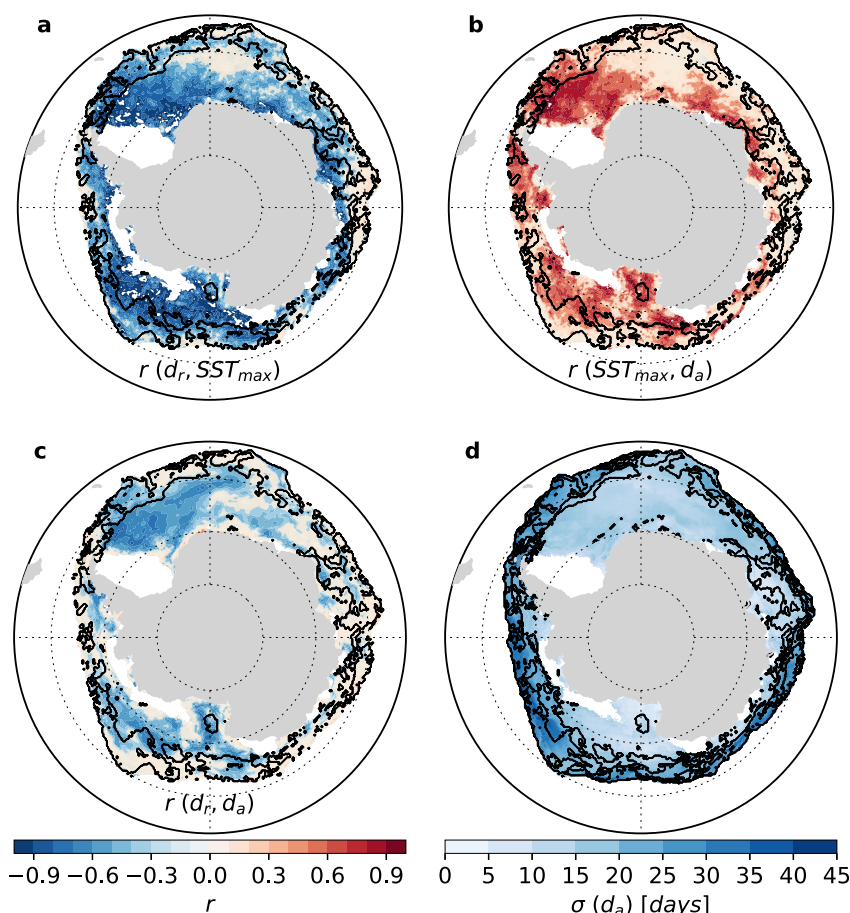 a
b
r (d_r, SST_max)
r (SST_max, d_a)
c
d
r (d_r, d_a)
−0.9 −0.6 −0.3 0.0 0.3 0.6 0.9
r
0 5 10 15 20 25 30 35 40 45
σ (d_a) [days]